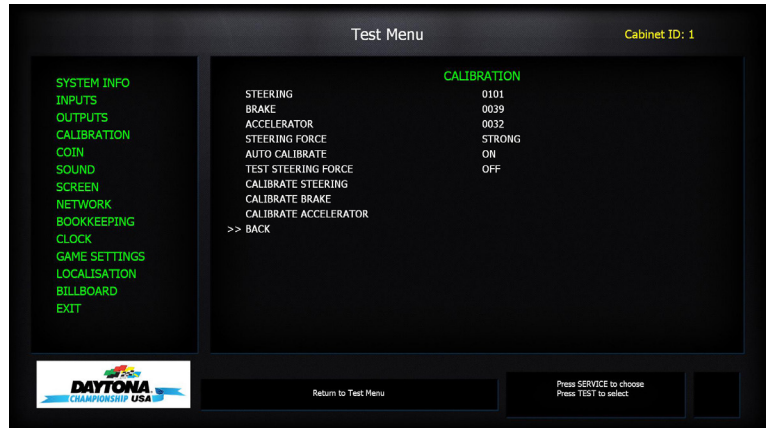 Test Menu
Cabinet ID: 1
SYSTEM INFO
INPUTS
OUTPUTS
CALIBRATION
COIN
SOUND
SCREEN
NETWORK
BOOKKEEPING
CLOCK
GAME SETTINGS
LOCALISATION
BILLBOARD
EXIT
CALIBRATION
STEERING 0101
BRAKE 0039
ACCELERATOR 0032
STEERING FORCE STRONG
AUTO CALIBRATE ON
TEST STEERING FORCE OFF
CALIBRATE STEERING
CALIBRATE BRAKE
CALIBRATE ACCELERATOR
>> BACK
DAYTONA
CHAMPIONSHIP USA
Return to Test Menu
Press SERVICE to choose
Press TEST to select